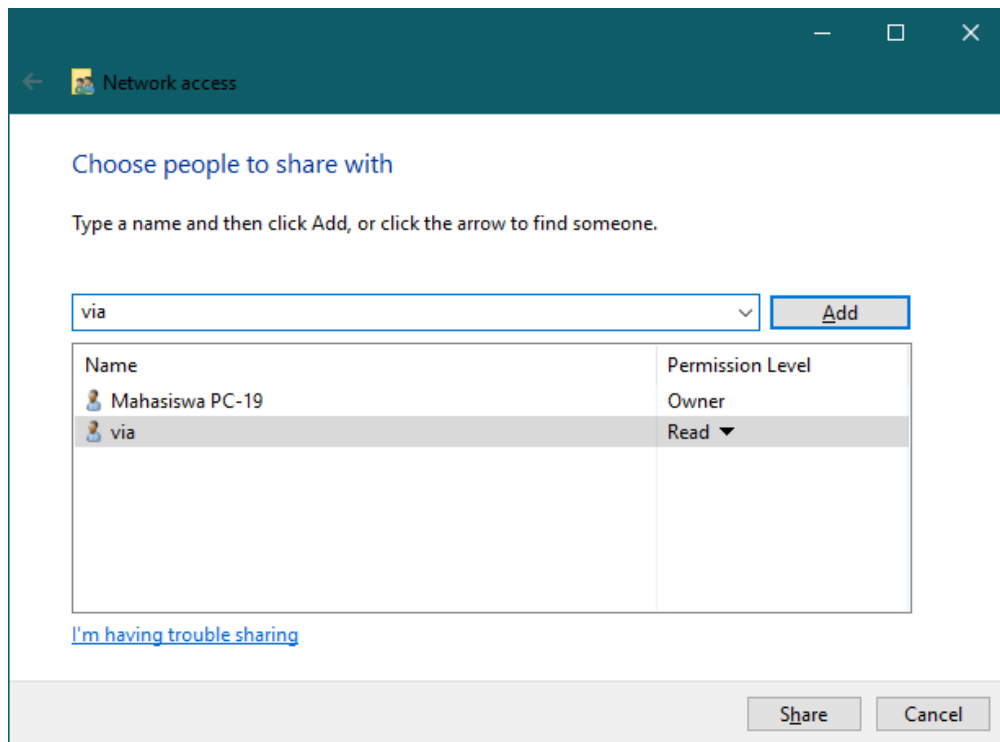 Network access
Choose people to share with
Type a name and then click Add, or click the arrow to find someone.
via
Add
Name Permission Level
Mahasiswa PC-19 Owner
via Read
I'm having trouble sharing
Share Cancel